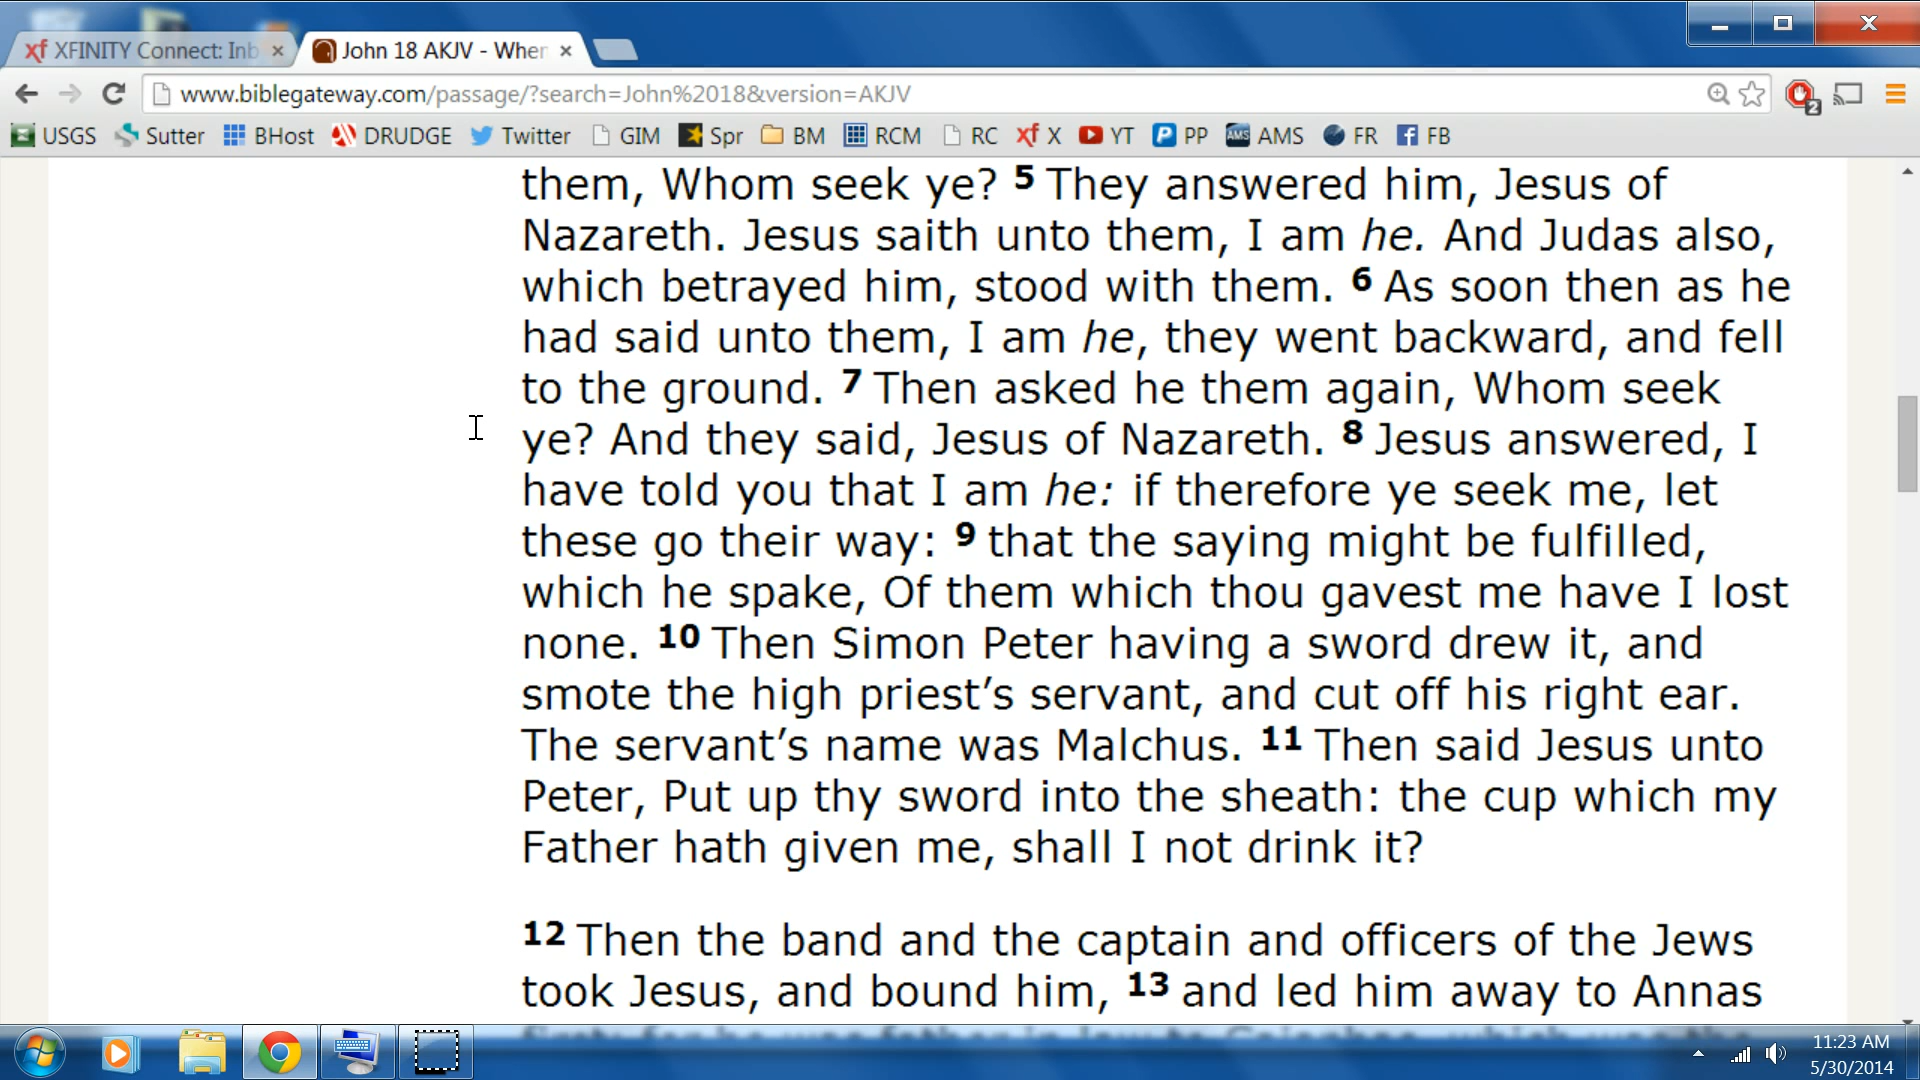 XFINITY Connect: Inb
John 18 AKJV - When
www.biblegateway.com/passage/?search=John%2018&version=AKJV
2
USGS Sutter BHost DRUDGE Twitter GIM Spr BM RCM RC X YT PP AMS AMS FR FB
them, Whom seek ye? 5 They answered him, Jesus of
Nazareth. Jesus saith unto them, I am he. And Judas also,
which betrayed him, stood with them. 6 As soon then as he
had said unto them, I am he, they went backward, and fell
to the ground. 7 Then asked he them again, Whom seek
ye? And they said, Jesus of Nazareth. 8 Jesus answered, I
have told you that I am he: if therefore ye seek me, let
these go their way: 9 that the saying might be fulfilled,
which he spake, Of them which thou gavest me have I lost
none. 10 Then Simon Peter having a sword drew it, and
smote the high priest’s servant, and cut off his right ear.
The servant’s name was Malchus. 11 Then said Jesus unto
Peter, Put up thy sword into the sheath: the cup which my
Father hath given me, shall I not drink it?
12 Then the band and the captain and officers of the Jews
took Jesus, and bound him, 13 and led him away to Annas
11:23 AM
5/30/2014